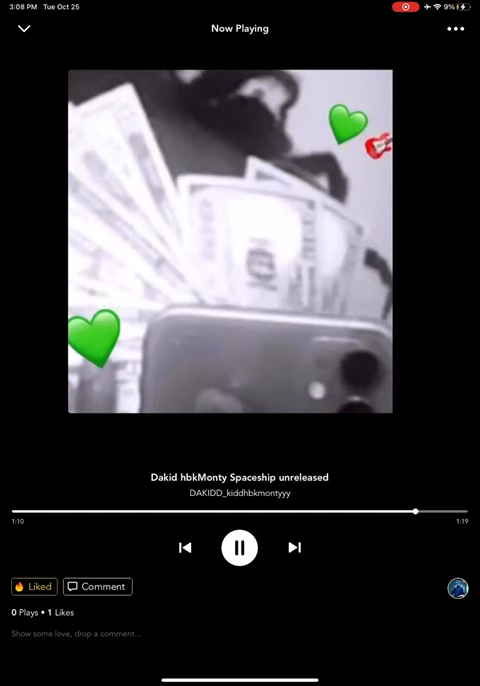 3:08 PM Tue Oct 25
9%
Now Playing
Dakid hbkMonty Spaceship unreleased
DAKIDD_kiddhbkmontyyy
1:10
1:19
Liked
Comment
0 Plays • 1 Likes
Show some love, drop a comment...